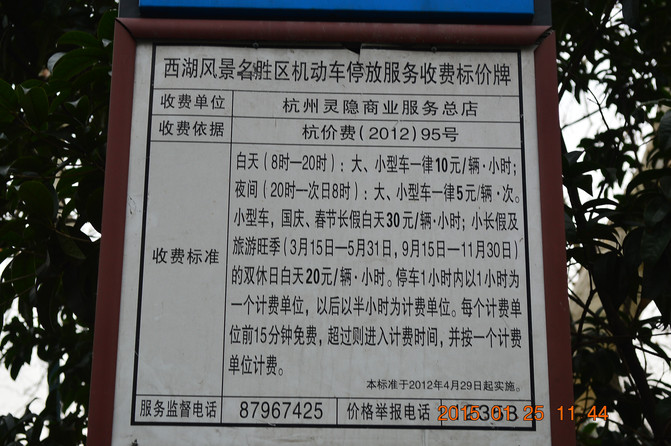 西湖风景名胜区机动车停放服务收费标价牌
收费单位 杭州灵隐商业服务总店
收费依据 杭价费(2012)95号
收费标准
白天(8时—20时):大、小型车一律10元/辆·小时;
夜间(20时—次日8时):大、小型车一律5元/辆·次。
小型车,国庆、春节长假白天30元/辆·小时;小长假及
旅游旺季(3月15日—5月31日,9月15日—11月30日)
的双休日白天20元/辆·小时。停车1小时内以1小时为
一个计费单位,以后以半小时为计费单位。每个计费单
位前15分钟免费,超过则进入计费时间,并按一个计费
单位计费。
本标准于2012年4月29日起实施。
服务监督电话 87967425 价格举报电话
2015 01 25 11 44